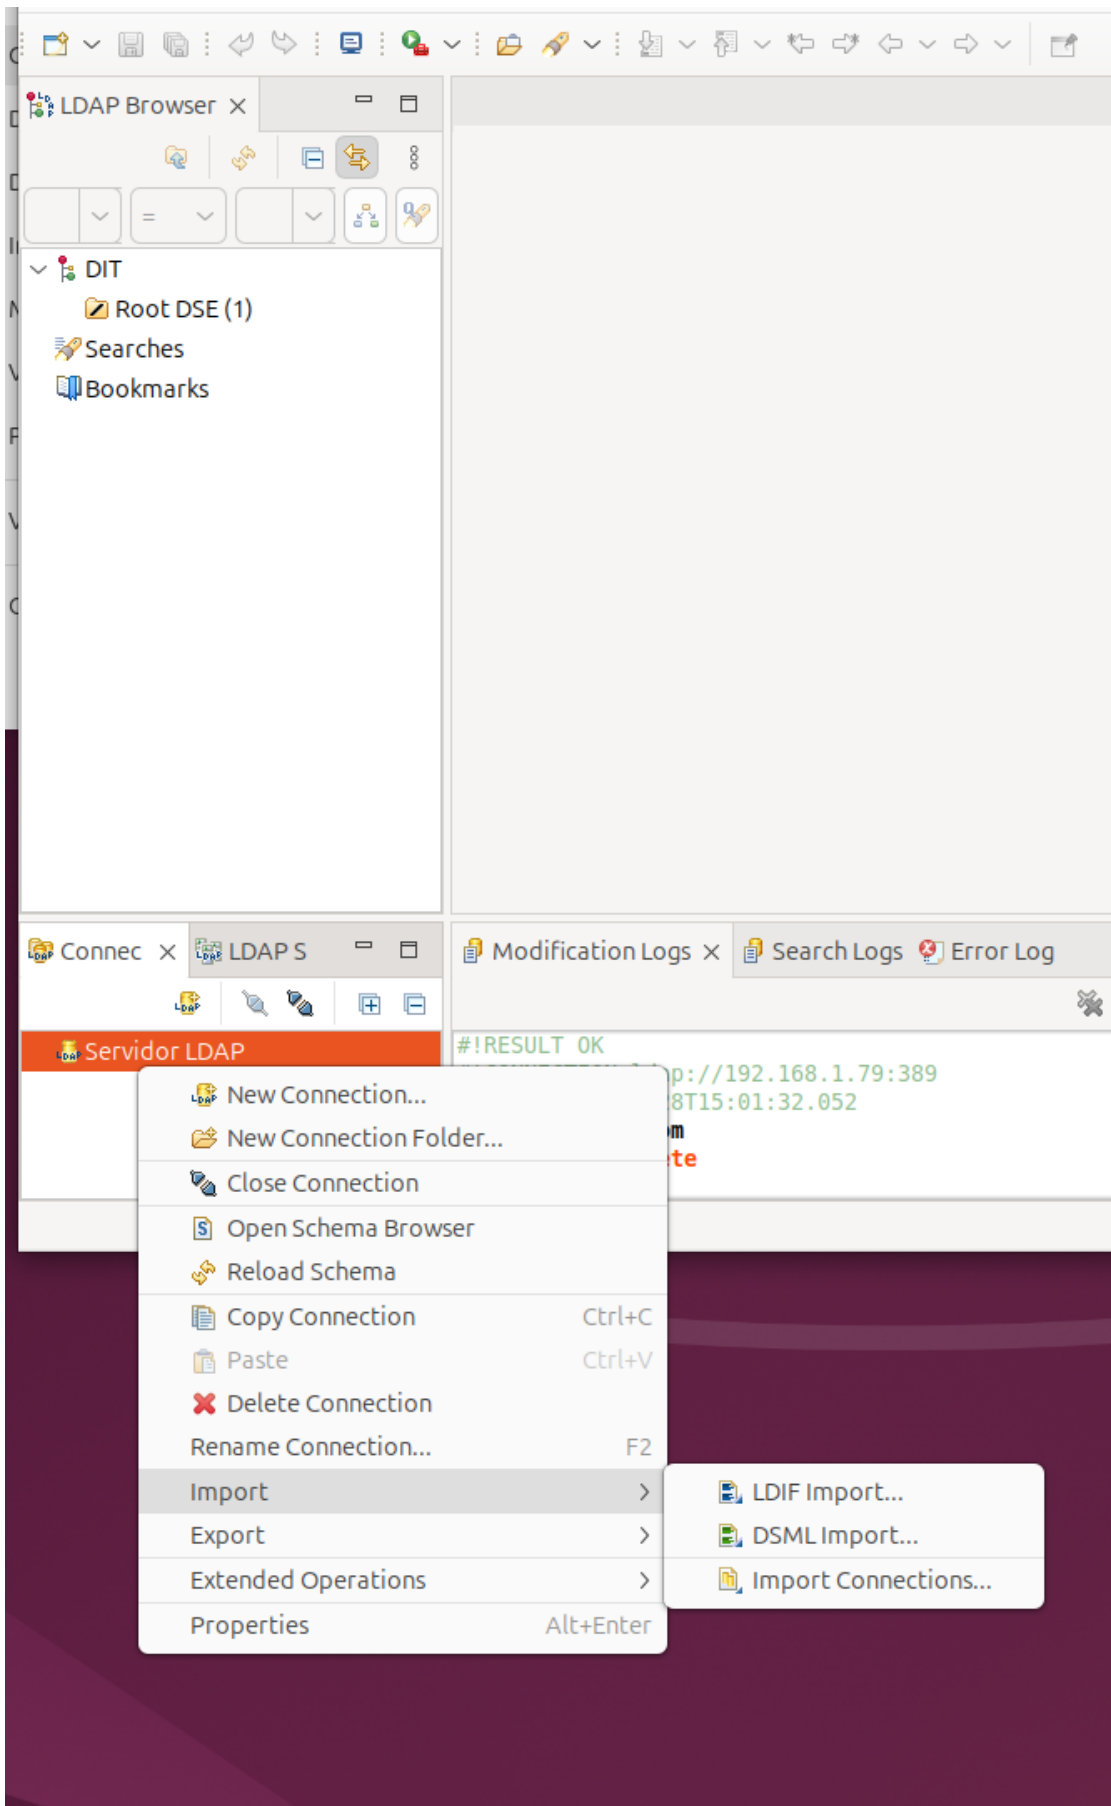 LDAP Browser
=
DIT
Root DSE (1)
Searches
Bookmarks
Connec
LDAP S
Modification Logs
Search Logs
Error Log
Servidor LDAP
#!RESULT OK
p://192.168.1.79:389
8T15:01:32.052
om
ete
New Connection...
New Connection Folder...
Close Connection
Open Schema Browser
Reload Schema
Copy Connection Ctrl+C
Paste Ctrl+V
Delete Connection
Rename Connection... F2
Import
Export
Extended Operations
Properties Alt+Enter
LDIF Import...
DSML Import...
Import Connections...